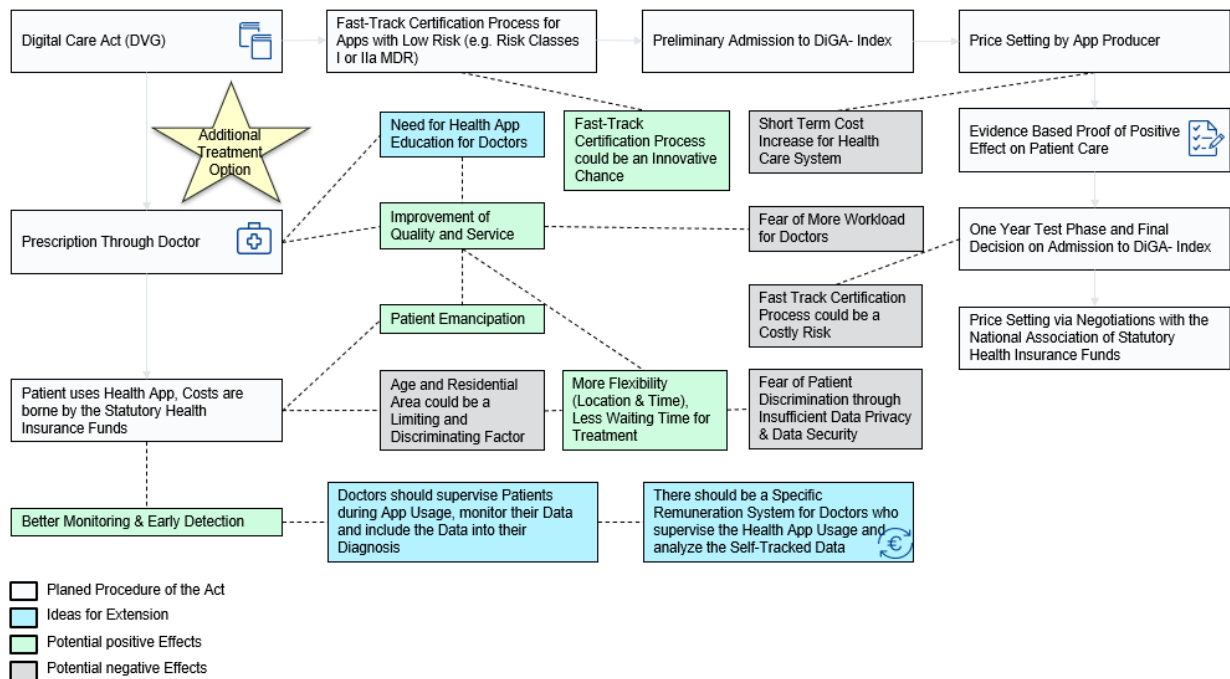 Digital Care Act (DVG)
Fast-Track Certification Process for
Apps with Low Risk (e.g. Risk Classes
I or IIa MDR)
Preliminary Admission to DiGA- Index
Price Setting by App Producer
Additional
Treatment
Option
Need for Health App
Education for Doctors
Fast-Track
Certification Process
could be an Innovative
Chance
Short Term Cost
Increase for Health
Care System
Evidence Based Proof of Positive
Effect on Patient Care
Prescription Through Doctor
Improvement of
Quality and Service
Fear of More Workload
for Doctors
One Year Test Phase and Final
Decision on Admission to DiGA- Index
Patient Emancipation
Fast Track Certification
Process could be a
Costly Risk
Price Setting via Negotiations with the
National Association of Statutory
Health Insurance Funds
Patient uses Health App, Costs are
borne by the Statutory Health
Insurance Funds
Age and Residential
Area could be a
Limiting and
Discriminating Factor
More Flexibility
(Location & Time),
Less Waiting Time for
Treatment
Fear of Patient
Discrimination through
Insufficient Data Privacy
& Data Security
Better Monitoring & Early Detection
Doctors should supervise Patients
during App Usage, monitor their Data
and include the Data into their
Diagnosis
There should be a Specific
Remuneration System for Doctors who
supervise the Health App Usage and
analyze the Self-Tracked Data
€
Planed Procedure of the Act
Ideas for Extension
Potential positive Effects
Potential negative Effects